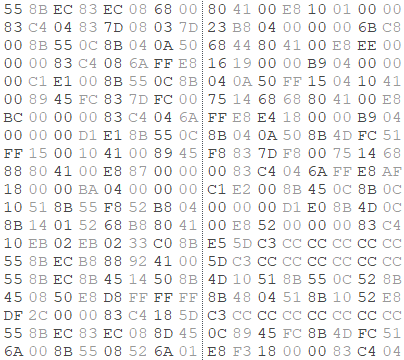 55 8B EC 83 EC 08 68 00 80 41 00 E8 10 01 00 00
83 C4 04 83 7D 08 03 7D 23 B8 04 00 00 00 6B C8
00 8B 55 0C 8B 04 0A 50 68 44 80 41 00 E8 EE 00
00 00 83 C4 08 6A FF E8 16 19 00 00 B9 04 00 00
00 C1 E1 00 8B 55 0C 8B 04 0A 50 FF 15 04 10 41
00 89 45 FC 83 7D FC 00 75 14 68 68 80 41 00 E8
BC 00 00 00 83 C4 04 6A FF E8 E4 18 00 00 B9 04
00 00 00 D1 E1 8B 55 0C 8B 04 0A 50 8B 4D FC 51
FF 15 00 10 41 00 89 45 F8 83 7D F8 00 75 14 68
88 80 41 00 E8 87 00 00 00 83 C4 04 6A FF E8 AF
18 00 00 BA 04 00 00 00 C1 E2 00 8B 45 0C 8B 0C
10 51 8B 55 F8 52 B8 04 00 00 00 D1 E0 8B 4D 0C
8B 14 01 52 68 B8 80 41 00 E8 52 00 00 00 83 C4
10 EB 02 EB 02 33 C0 8B E5 5D C3 CC CC CC CC CC
55 8B EC B8 88 92 41 00 5D C3 CC CC CC CC CC CC
55 8B EC 8B 45 14 50 8B 4D 10 51 8B 55 0C 52 8B
45 08 50 E8 D8 FF FF FF 8B 48 04 51 8B 10 52 E8
DF 2C 00 00 83 C4 18 5D C3 CC CC CC CC CC CC CC
55 8B EC 83 EC 08 8D 45 0C 89 45 FC 8B 4D FC 51
6A 00 8B 55 08 52 6A 01 E8 F3 18 00 00 83 C4 04